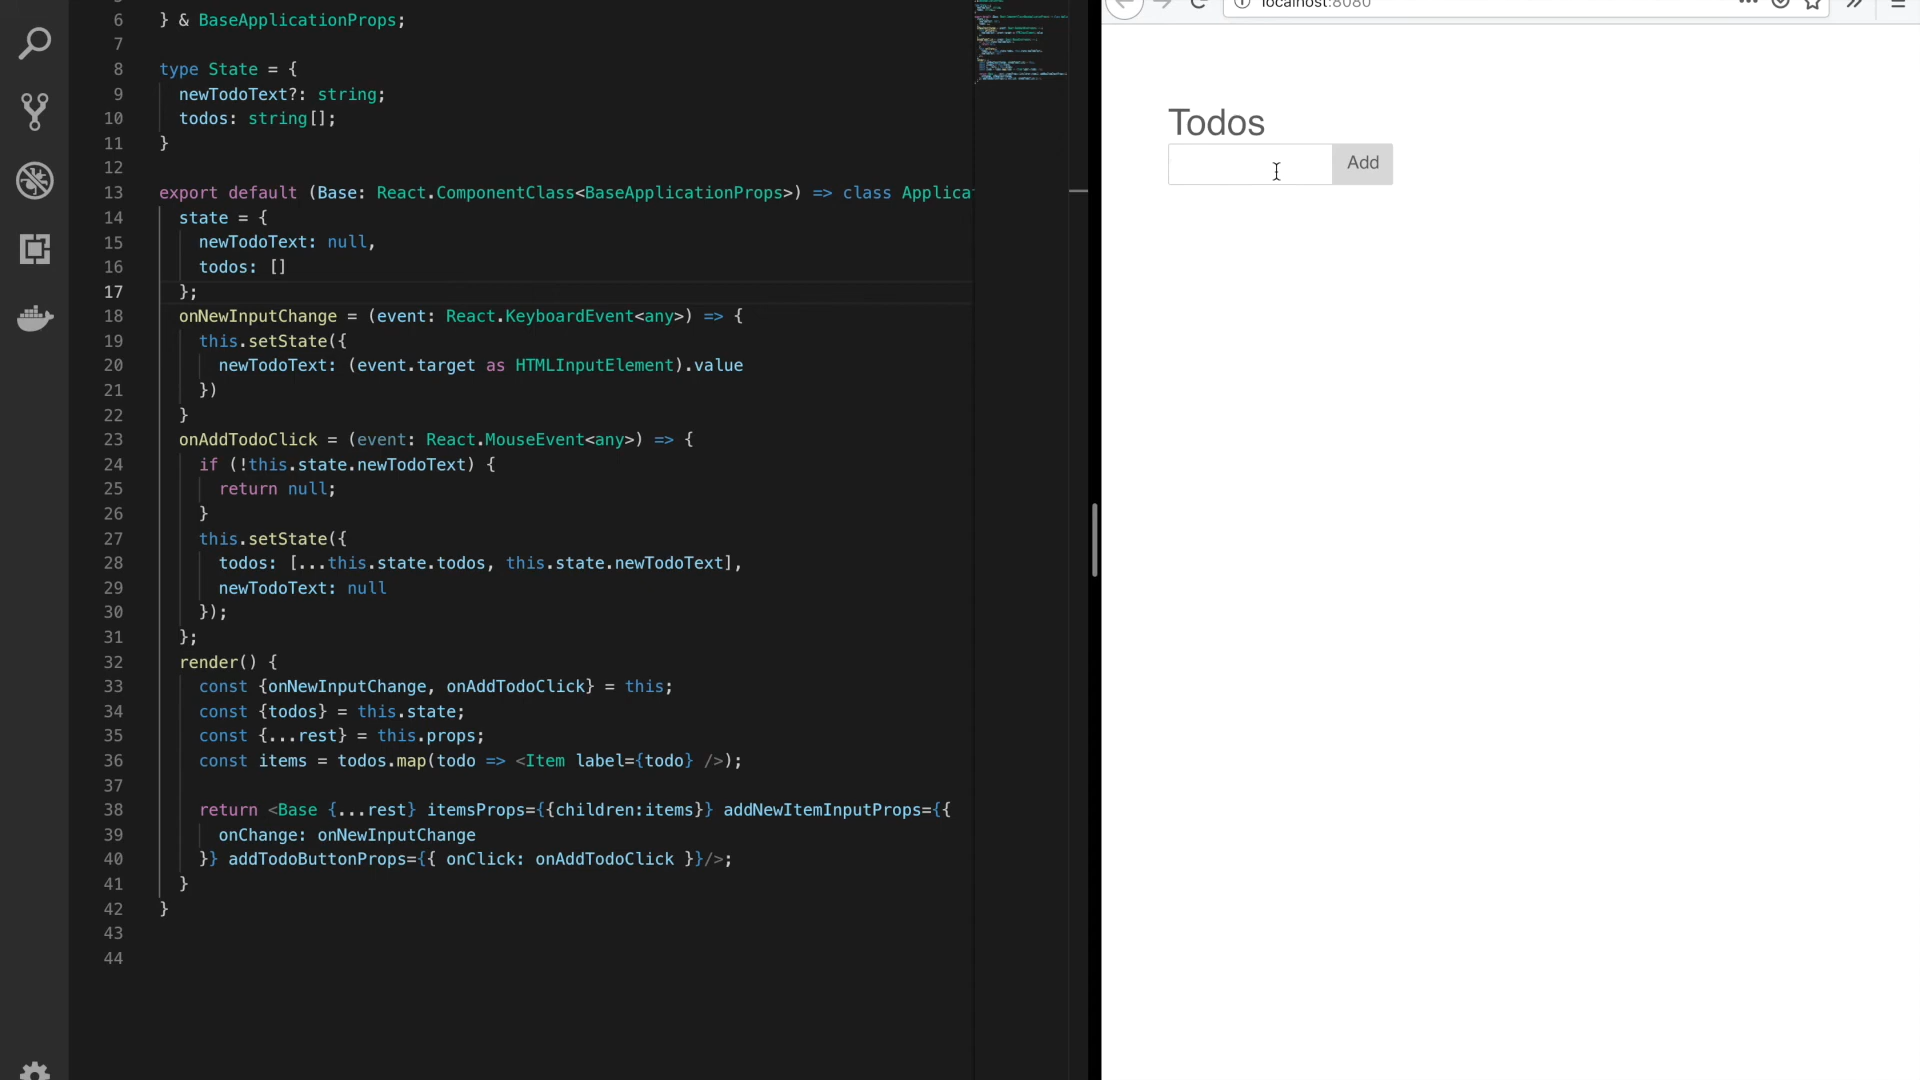 6 } & BaseApplicationProps;
7
8 type State = {
9 newTodoText?: string;
10 todos: string[];
11 }
12
13 export default (Base: React.ComponentClass<BaseApplicationProps>) => class Applica
14 state = {
15 newTodoText: null,
16 todos: []
17 };
18 onNewInputChange = (event: React.KeyboardEvent<any>) => {
19 this.setState({
20 newTodoText: (event.target as HTMLInputElement).value
21 })
22 }
23 onAddTodoClick = (event: React.MouseEvent<any>) => {
24 if (!this.state.newTodoText) {
25 return null;
26 }
27 this.setState({
28 todos: [...this.state.todos, this.state.newTodoText],
29 newTodoText: null
30 });
31 };
32 render() {
33 const {onNewInputChange, onAddTodoClick} = this;
34 const {todos} = this.state;
35 const {...rest} = this.props;
36 const items = todos.map(todo => <Item label={todo} />);
37
38 return <Base {...rest} itemsProps={{children:items}} addNewItemInputProps={{
39 onChange: onNewInputChange
40 }} addTodoButtonProps={{ onClick: onAddTodoClick }}/>;
41 }
42 }
43
44
localhost:8080
Todos
Add